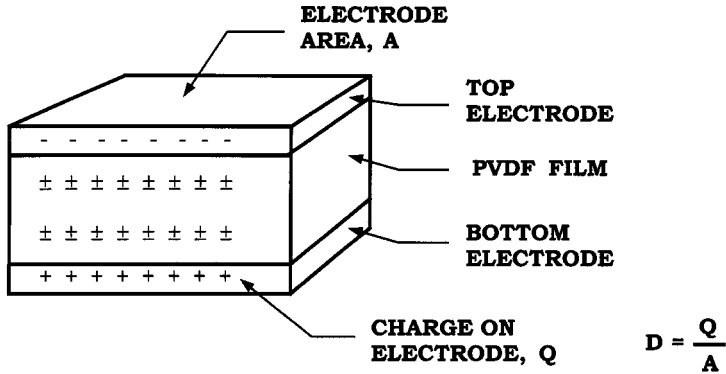 ELECTRODE
AREA, A
TOP
ELECTRODE
- - - - - - - -
± ± ± ± ± ± ± ±
PVDF FILM
± ± ± ± ± ± ± ±
BOTTOM
ELECTRODE
+ + + + + + + +
CHARGE ON
ELECTRODE, Q
D = Q
A